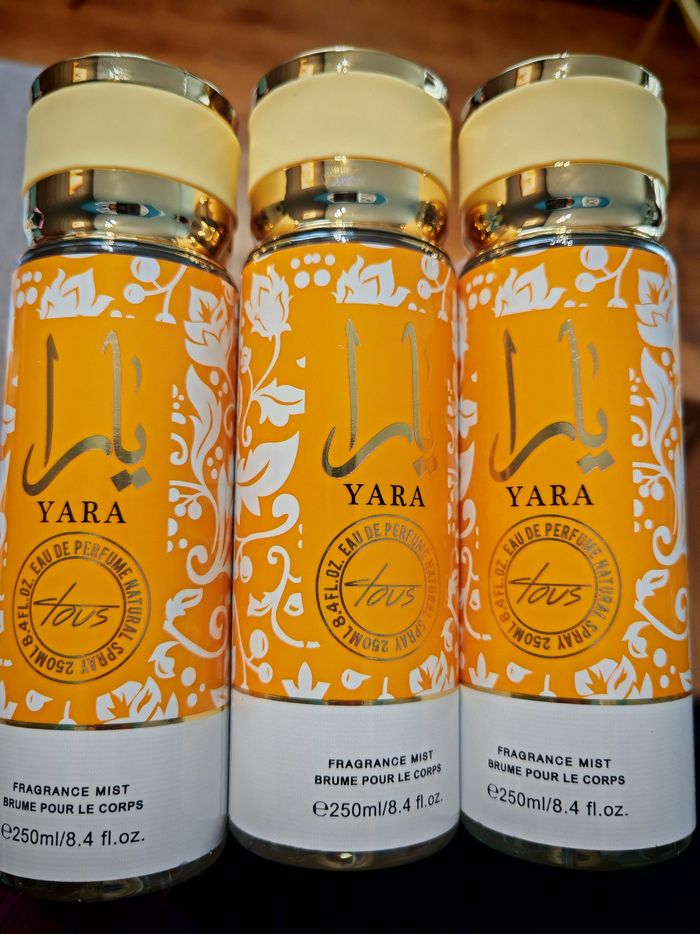 يارا
YARA
EAU DE PERFUME NATURAL SPRAY 250ML 8.4FL.OZ.
tous
FRAGRANCE MIST
BRUME POUR LE CORPS
℮250ml/8.4 fl.oz.
يارا
YARA
EAU DE PERFUME NATURAL SPRAY 250ML 8.4FL.OZ.
tous
FRAGRANCE MIST
BRUME POUR LE CORPS
℮250ml/8.4 fl.oz.
يارا
YARA
EAU DE PERFUME NATURAL SPRAY 250ML 8.4FL.OZ.
tous
FRAGRANCE MIST
BRUME POUR LE CORPS
℮250ml/8.4 fl.oz.